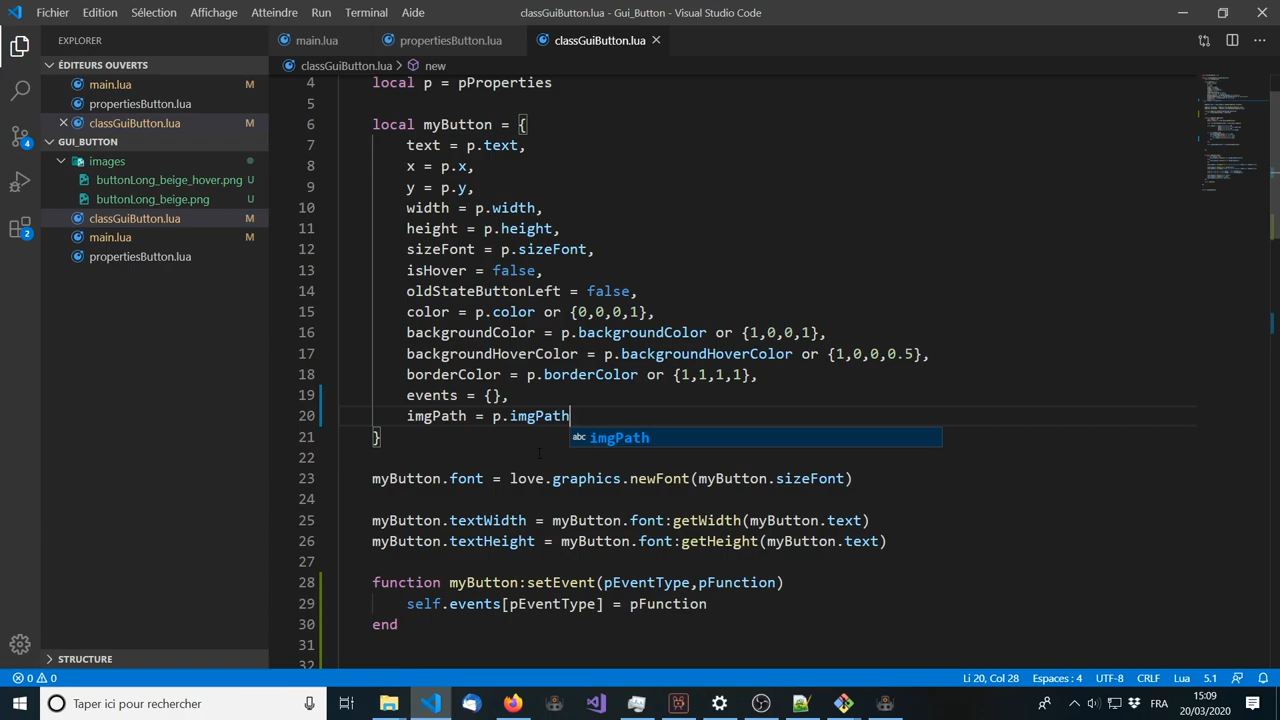 Fichier Edition Sélection Affichage Atteindre Run Terminal Aide classGuiButton.lua - Gui_Button - Visual Studio Code
EXPLORER
ÉDITEURS OUVERTS
main.lua M
propertiesButton.lua
classGuiButton.lua M
GUI_BUTTON
images
buttonLong_beige_hover.png U
buttonLong_beige.png U
classGuiButton.lua M
main.lua M
propertiesButton.lua
STRUCTURE
4
2
main.lua propertiesButton.lua classGuiButton.lua
classGuiButton.lua > new
4 local p = pProperties
5
6 local myButton = {
7 text = p.text,
8 x = p.x,
9 y = p.y,
10 width = p.width,
11 height = p.height,
12 sizeFont = p.sizeFont,
13 isHover = false,
14 oldStateButtonLeft = false,
15 color = p.color or {0,0,0,1},
16 backgroundColor = p.backgroundColor or {1,0,0,1},
17 backgroundHoverColor = p.backgroundHoverColor or {1,0,0,0.5},
18 borderColor = p.borderColor or {1,1,1,1},
19 events = {},
20 imgPath = p.imgPath
abc imgPath
21 }
22
23 myButton.font = love.graphics.newFont(myButton.sizeFont)
24
25 myButton.textWidth = myButton.font:getWidth(myButton.text)
26 myButton.textHeight = myButton.font:getHeight(myButton.text)
27
28 function myButton:setEvent(pEventType,pFunction)
29 self.events[pEventType] = pFunction
30 end
31
32
0 0 Li 20, Col 28 Espaces : 4 UTF-8 CRLF Lua 5.1
Taper ici pour rechercher FRA 15:09
20/03/2020